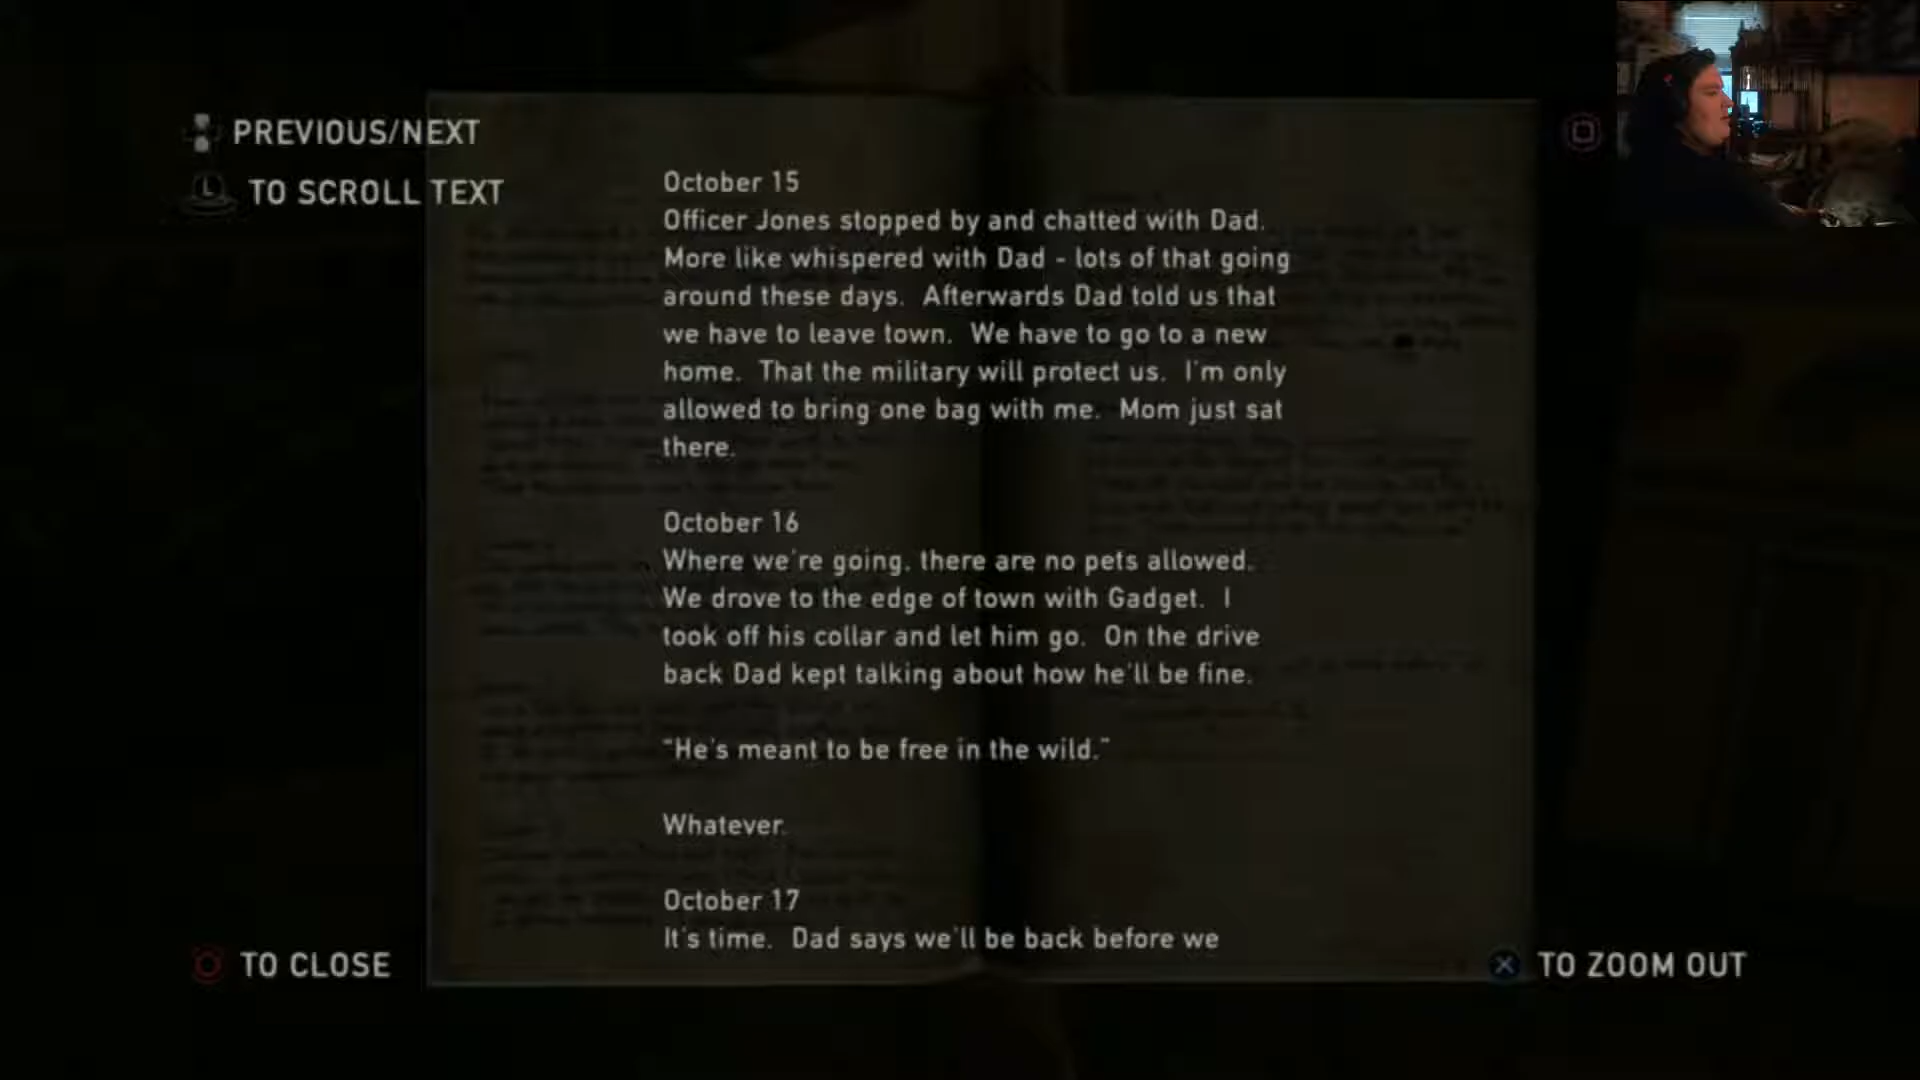 PREVIOUS/NEXT
L TO SCROLL TEXT
October 15
Officer Jones stopped by and chatted with Dad.
More like whispered with Dad - lots of that going
around these days. Afterwards Dad told us that
we have to leave town. We have to go to a new
home. That the military will protect us. I'm only
allowed to bring one bag with me. Mom just sat
there.
October 16
Where we're going, there are no pets allowed.
We drove to the edge of town with Gadget. I
took off his collar and let him go. On the drive
back Dad kept talking about how he'll be fine.
"He's meant to be free in the wild."
Whatever.
October 17
It's time. Dad says we'll be back before we
TO CLOSE
TO ZOOM OUT